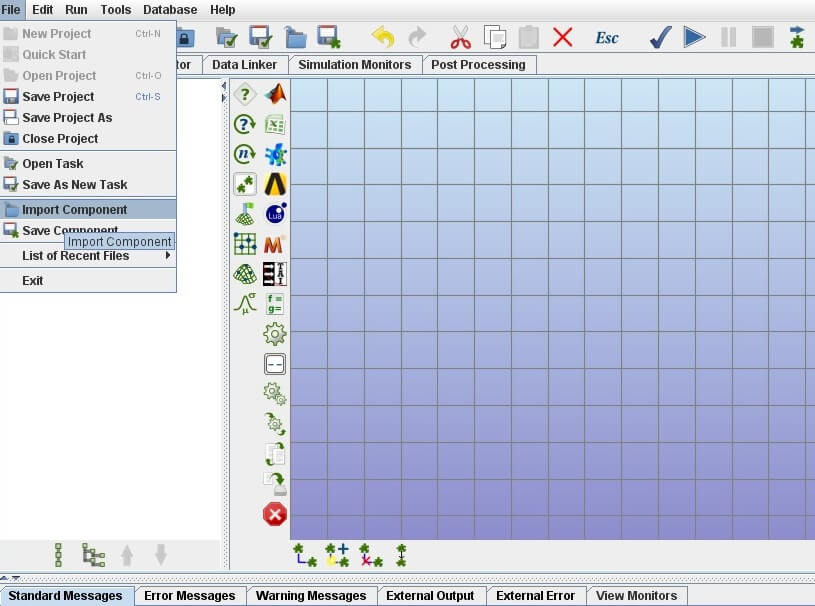 File Edit Run Tools Database Help
New Project Ctrl-N
Quick Start
Open Project Ctrl-O
Save Project Ctrl-S
Save Project As
Close Project
Open Task
Save As New Task
Import Component
Save Component
Import Component
List of Recent Files
Exit
Esc
tor Data Linker Simulation Monitors Post Processing
?
?
n
Lua
M
TAI
σ
μ
f =
g=
Standard Messages Error Messages Warning Messages External Output External Error View Monitors